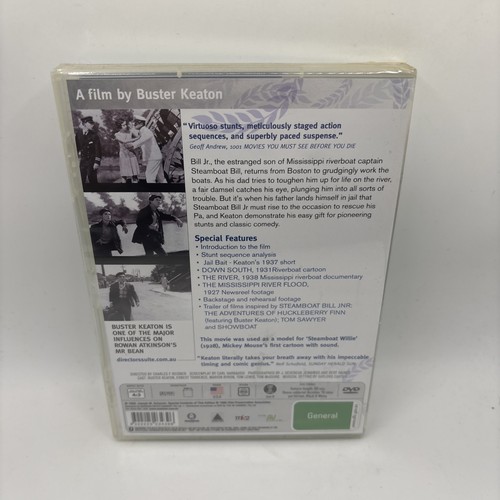 A film by Buster Keaton
"Virtuoso stunts, meticulously staged action
sequences, and superbly paced suspense."
Geoff Andrew, 1001 MOVIES YOU MUST SEE BEFORE YOU DIE
Bill Jr., the estranged son of Mississippi riverboat captain
Steamboat Bill, returns from Boston to grudgingly work the
boats. As his dad tries to toughen him up for life on the river,
a fair damsel catches his eye, plunging him into all sorts of
trouble. But it's when his father lands himself in jail that
Steamboat Bill Jr must rise to the occasion to rescue his
Pa, and Keaton demonstrate his easy gift for pioneering
stunts and classic comedy.
Special Features
• Introduction to the film
• Stunt sequence analysis
• Jail Bait - Keaton's 1937 short
• DOWN SOUTH, 1931 Riverboat cartoon
• THE RIVER, 1938 Mississippi riverboat documentary
• THE MISSISSIPPI RIVER FLOOD,
1927 Newsreel footage
• Backstage and rehearsal footage
• Trailer of films inspired by STEAMBOAT BILL JNR:
THE ADVENTURES OF HUCKLEBERRY FINN
(featuring Buster Keaton); TOM SAWYER
and SHOWBOAT
BUSTER KEATON IS
ONE OF THE MAJOR
INFLUENCES ON
ROWAN ATKINSON'S
MR BEAN
directorssuite.com.au
This movie was used as a model for 'Steamboat Willie'
(1928), Mickey Mouse's first cartoon with sound.
"Keaton literally takes your breath away with his impeccable
timing and comic genius."
DVD
General